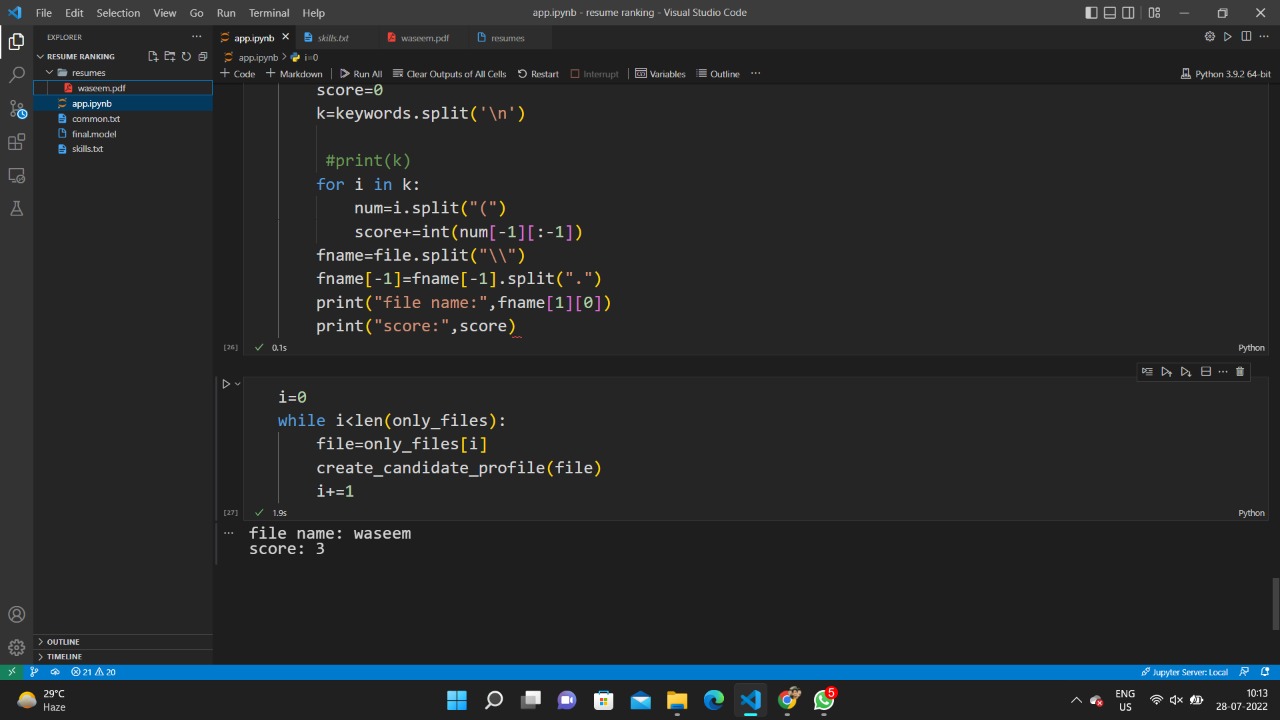 File Edit Selection View Go Run Terminal Help
app.ipynb - resume ranking - Visual Studio Code
EXPLORER
RESUME RANKING
resumes
waseem.pdf
app.ipynb
common.txt
final.model
skills.txt
OUTLINE
TIMELINE
app.ipynb skills.txt waseem.pdf resumes
app.ipynb > i=0
+ Code + Markdown Run All Clear Outputs of All Cells Restart Interrupt Variables Outline ... Python 3.9.2 64-bit
score=0
k=keywords.split('\n')
#print(k)
for i in k:
num=i.split("(")
score+=int(num[-1][:-1])
fname=file.split("\\")
fname[-1]=fname[-1].split(".")
print("file name:",fname[1][0])
print("score:",score)
[26] 0.1s Python
i=0
while i<len(only_files):
file=only_files[i]
create_candidate_profile(file)
i+=1
[27] 1.9s Python
file name: waseem
score: 3
21 20 Jupyter Server: Local
29°C
Haze
5
ENG
US
10:13
28-07-2022